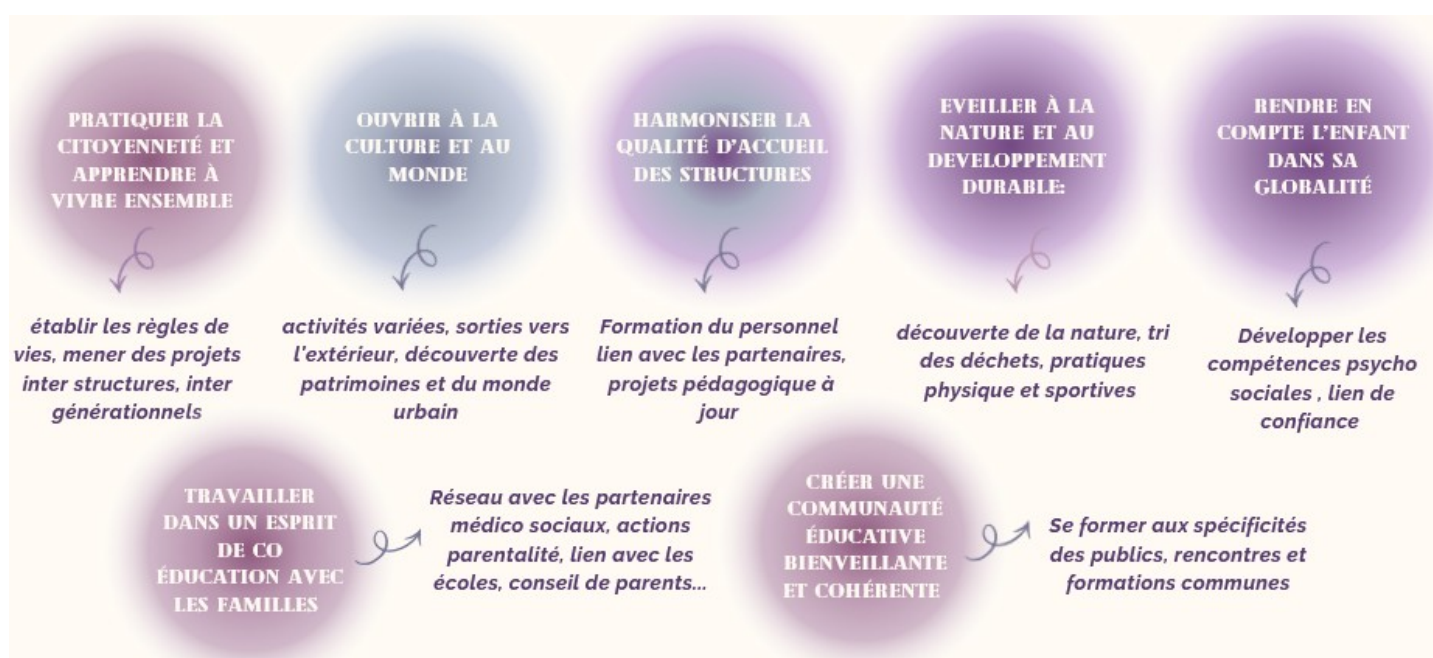 PRATIQUER LA
CITOYENNETÉ ET
APPRENDRE À
VIVRE ENSEMBLE
établir les règles de
vies, mener des projets
inter structures, inter
générationnels
OUVRIR À LA
CULTURE ET AU
MONDE
activités variées, sorties vers
l'extérieur, découverte des
patrimoines et du monde
urbain
HARMONISER LA
QUALITÉ D'ACCUEIL
DES STRUCTURES
Formation du personnel
lien avec les partenaires,
projets pédagogique à
jour
EVEILLER À LA
NATURE ET AU
DEVELOPPEMENT
DURABLE:
découverte de la nature, tri
des déchets, pratiques
physique et sportives
RENDRE EN
COMPTE L'ENFANT
DANS SA
GLOBALITÉ
Développer les
compétences psycho
sociales , lien de
confiance
TRAVAILLER
DANS UN ESPRIT
DE CO
ÉDUCATION AVEC
LES FAMILLES
Réseau avec les partenaires
médico sociaux, actions
parentalité, lien avec les
écoles, conseil de parents...
CRÉER UNE
COMMUNAUTÉ
ÉDUCATIVE
BIENVEILLANTE
ET COHÉRENTE
Se former aux spécificités
des publics, rencontres et
formations communes